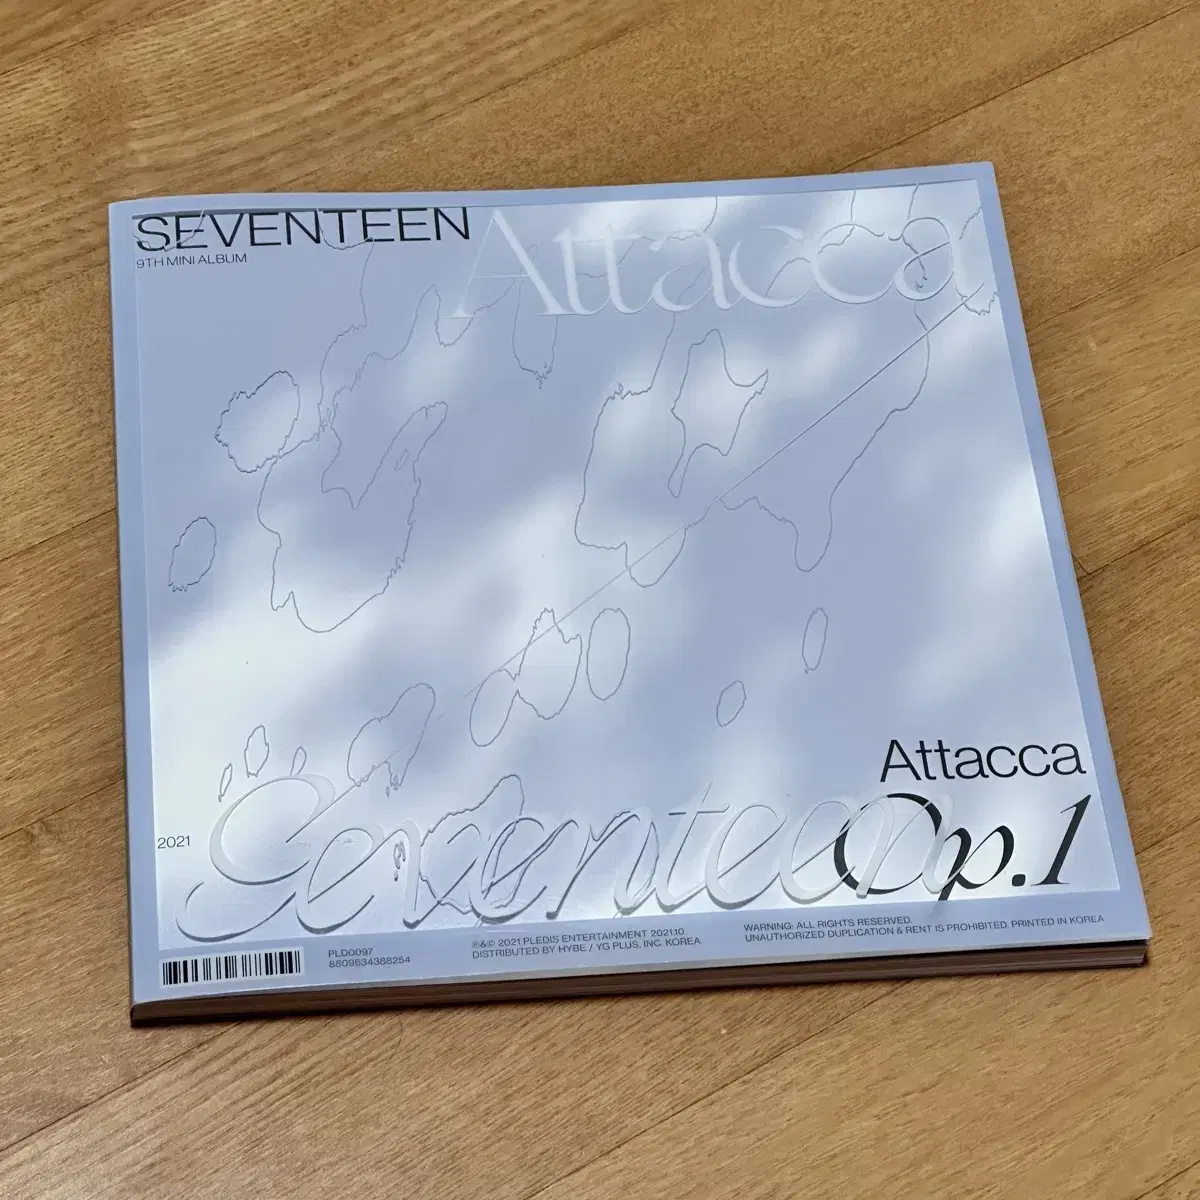 SEVENTEEN
9TH MINI ALBUM
Attacca
Attacca
Op.1
2021
Seventeen
PLD0097
8809634388254
℗&© 2021 PLEDIS ENTERTAINMENT 2021.10.
DISTRIBUTED BY HYBE / YG PLUS, INC. KOREA
WARNING: ALL RIGHTS RESERVED.
UNAUTHORIZED DUPLICATION & RENT IS PROHIBITED. PRINTED IN KOREA